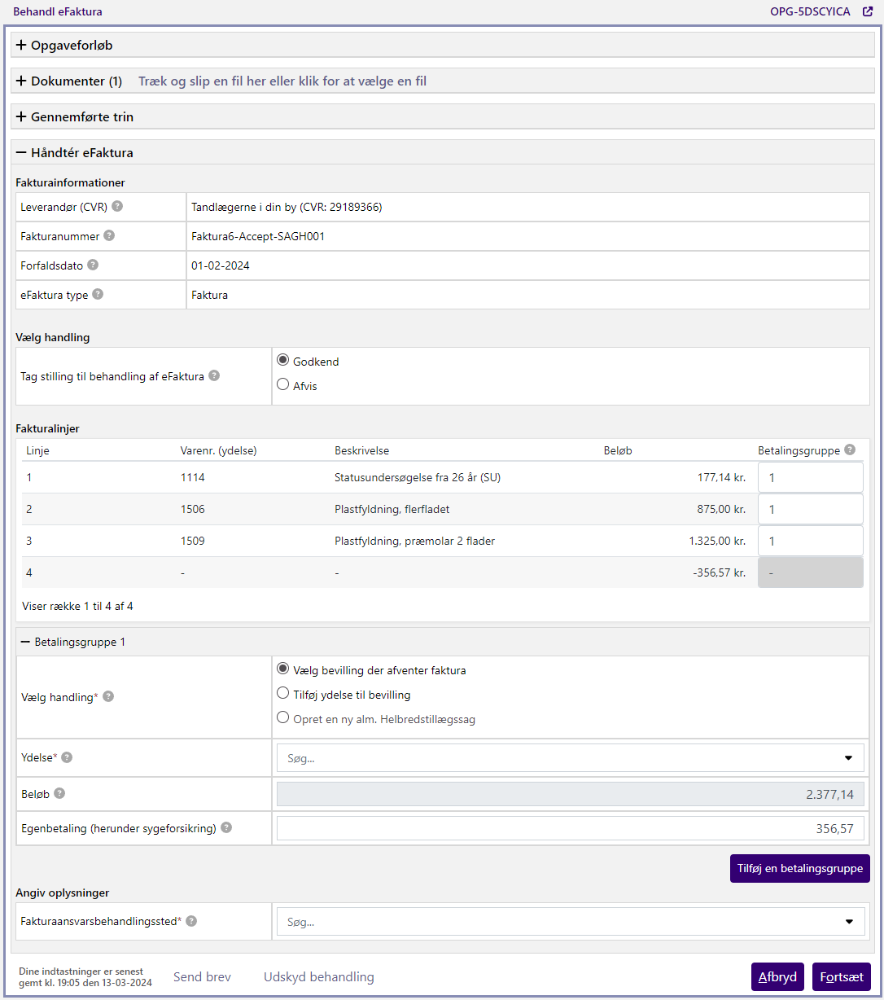 Behandl eFaktura OPG-5DSCYICA
Opgaveforløb
Dokumenter (1) Træk og slip en fil her eller klik for at vælge en fil
Gennemførte trin
Håndtér eFaktura
Fakturainformationer
Leverandør (CVR) ? Tandlægerne i din by (CVR: 29189366)
Fakturanummer ? Faktura6-Accept-SAGH001
Forfaldsdato ? 01-02-2024
eFaktura type ? Faktura
Vælg handling
Tag stilling til behandling af eFaktura ?
Godkend
Afvis
Fakturalinjer
Linje Varenr. (ydelse) Beskrivelse Beløb Betalingsgruppe ?
1 1114 Statusundersøgelse fra 26 år (SU) 177,14 kr. 1
2 1506 Plastfyldning, flerfladet 875,00 kr. 1
3 1509 Plastfyldning, præmolar 2 flader 1.325,00 kr. 1
4 - - -356,57 kr. -
Viser række 1 til 4 af 4
Betalingsgruppe 1
Vælg handling* ?
Vælg bevilling der afventer faktura
Tilføj ydelse til bevilling
Opret en ny alm. Helbredstillægssag
Ydelse* ? Søg...
Beløb ? 2.377,14
Egenbetaling (herunder sygeforsikring) ? 356,57
Tilføj en betalingsgruppe
Angiv oplysninger
Fakturaansvarsbehandlingssted* ? Søg...
Dine indtastninger er senest
gemt kl. 19:05 den 13-03-2024
Send brev Udskyd behandling Afbryd Fortsæt